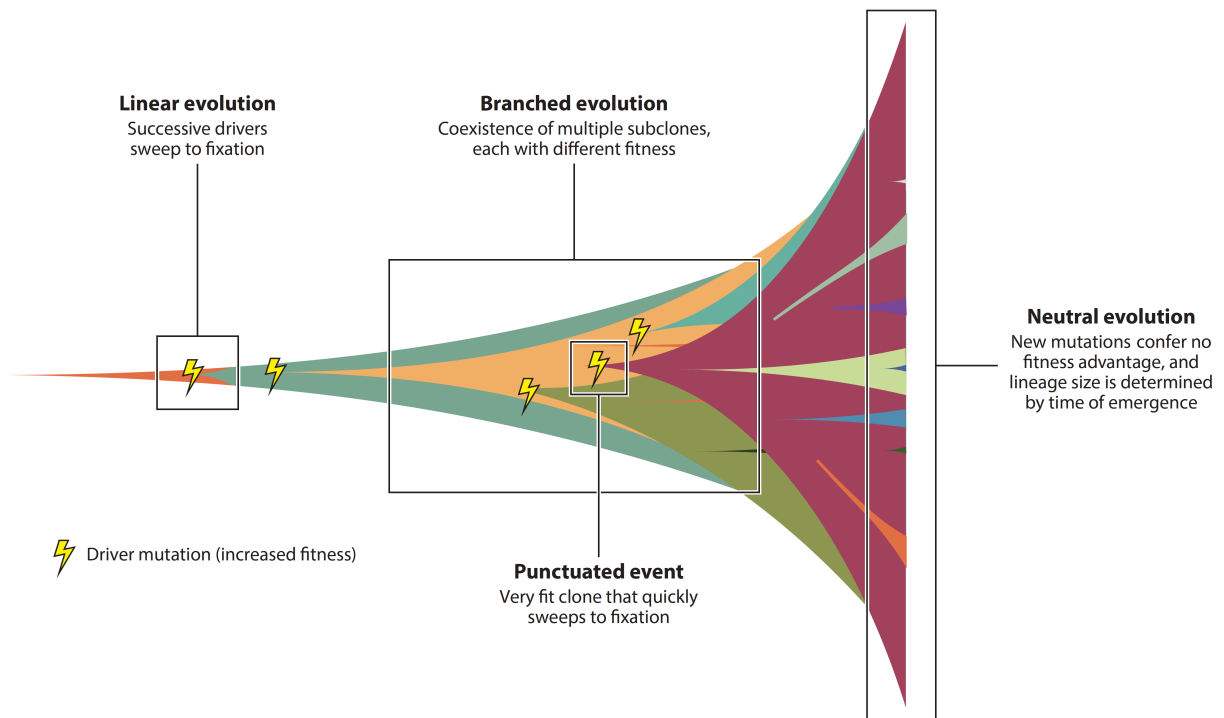 Linear evolution
Successive drivers
sweep to fixation
Branched evolution
Coexistence of multiple subclones,
each with different fitness
Neutral evolution
New mutations confer no
fitness advantage, and
lineage size is determined
by time of emergence
Driver mutation (increased fitness)
Punctuated event
Very fit clone that quickly
sweeps to fixation